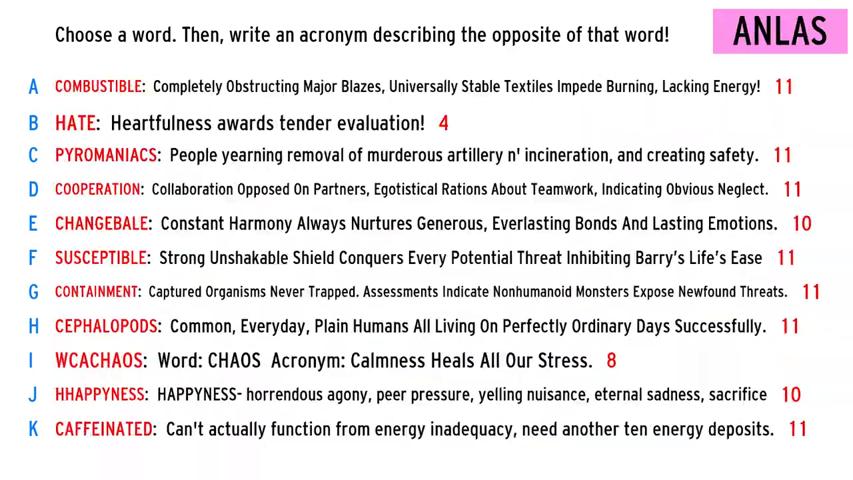 Choose a word. Then, write an acronym describing the opposite of that word!
ANLAS
A COMBUSTIBLE: Completely Obstructing Major Blazes, Universally Stable Textiles Impede Burning, Lacking Energy! 11
B HATE: Heartfulness awards tender evaluation! 4
C PYROMANIACS: People yearning removal of murderous artillery n' incineration, and creating safety. 11
D COOPERATION: Collaboration Opposed On Partners, Egotistical Rations About Teamwork, Indicating Obvious Neglect. 11
E CHANGEBALE: Constant Harmony Always Nurtures Generous, Everlasting Bonds And Lasting Emotions. 10
F SUSCEPTIBLE: Strong Unshakable Shield Conquers Every Potential Threat Inhibiting Barry's Life's Ease 11
G CONTAINMENT: Captured Organisms Never Trapped. Assessments Indicate Nonhumanoid Monsters Expose Newfound Threats. 11
H CEPHALOPODS: Common, Everyday, Plain Humans All Living On Perfectly Ordinary Days Successfully. 11
I WCACHAOS: Word: CHAOS Acronym: Calmness Heals All Our Stress. 8
J HHAPPYNESS: HAPPYNESS- horrendous agony, peer pressure, yelling nuisance, eternal sadness, sacrifice 10
K CAFFEINATED: Can't actually function from energy inadequacy, need another ten energy deposits. 11